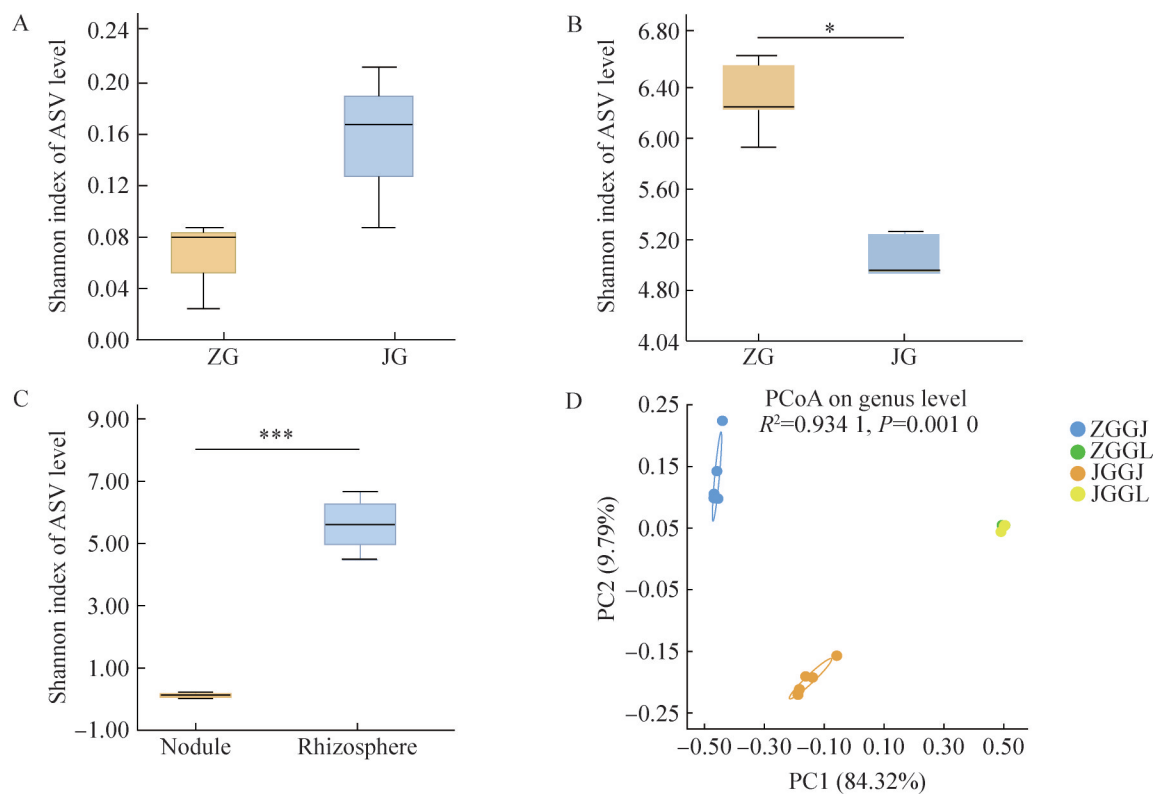 A
Shannon index of ASV level
0.24
0.20
0.16
0.12
0.08
0.04
0.00
ZG
JG
B
Shannon index of ASV level
6.80
6.40
6.00
5.60
5.20
4.80
4.04
*
ZG
JG
C
Shannon index of ASV level
9.00
7.00
5.00
3.00
1.00
−1.00
***
Nodule
Rhizosphere
D
PCoA on genus level
R²=0.934 1, P=0.001 0
PC2 (9.79%)
0.25
0.15
0.05
−0.05
−0.15
−0.25
−0.50
−0.30
−0.10
0.10
0.30
0.50
PC1 (84.32%)
ZGGJ
ZGGL
JGGJ
JGGL